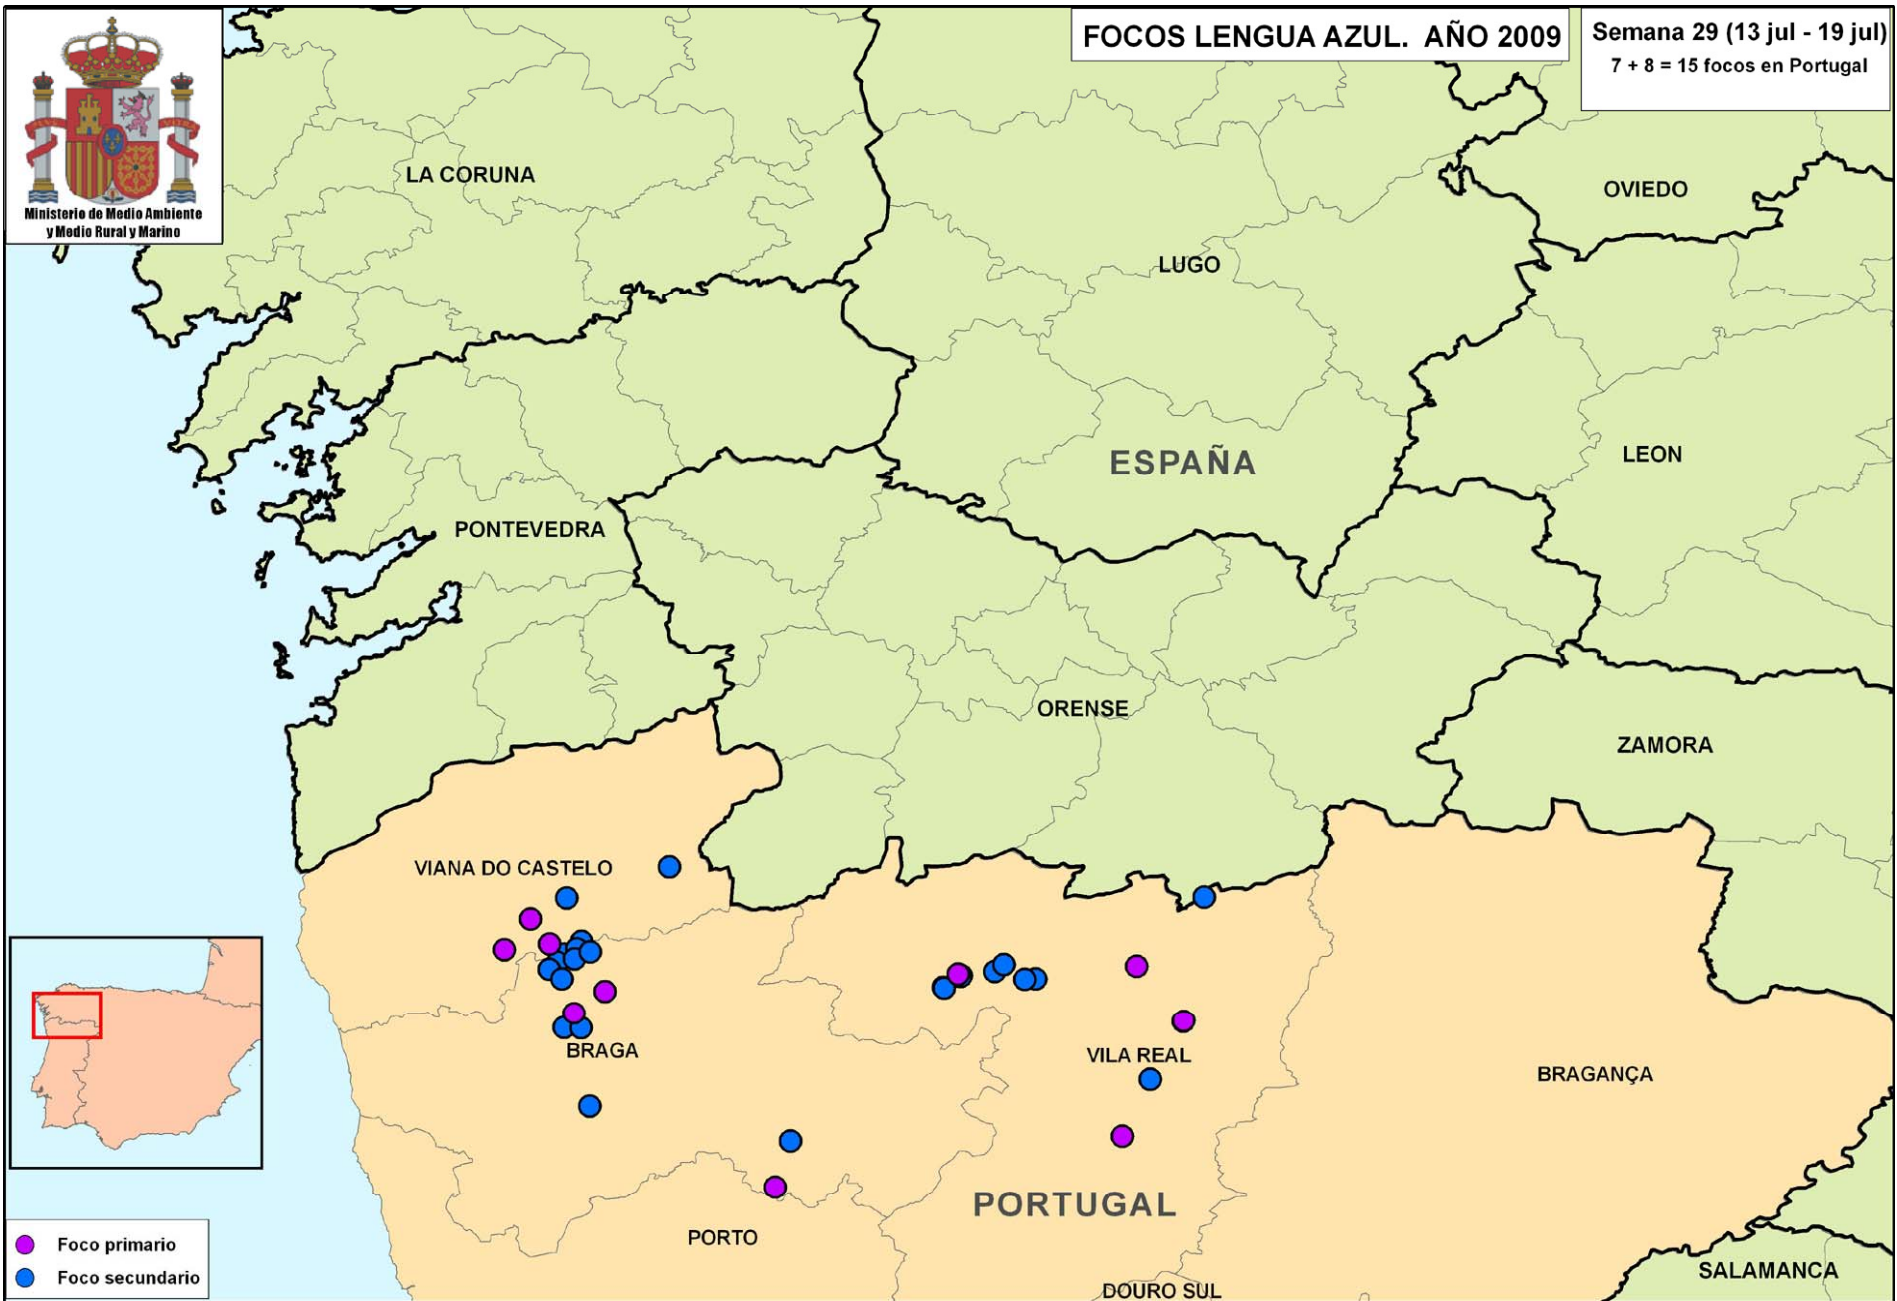 FOCOS LENGUA AZUL. AÑO 2009
Semana 29 (13 jul - 19 jul)
7 + 8 = 15 focos en Portugal
Ministerio de Medio Ambiente
y Medio Rural y Marino
LA CORUNA
OVIEDO
LUGO
LEON
ESPAÑA
PONTEVEDRA
ORENSE
ZAMORA
VIANA DO CASTELO
BRAGA
VILA REAL
BRAGANÇA
PORTUGAL
PORTO
Foco primario
Foco secundario
SALAMANCA
DOURO SUL